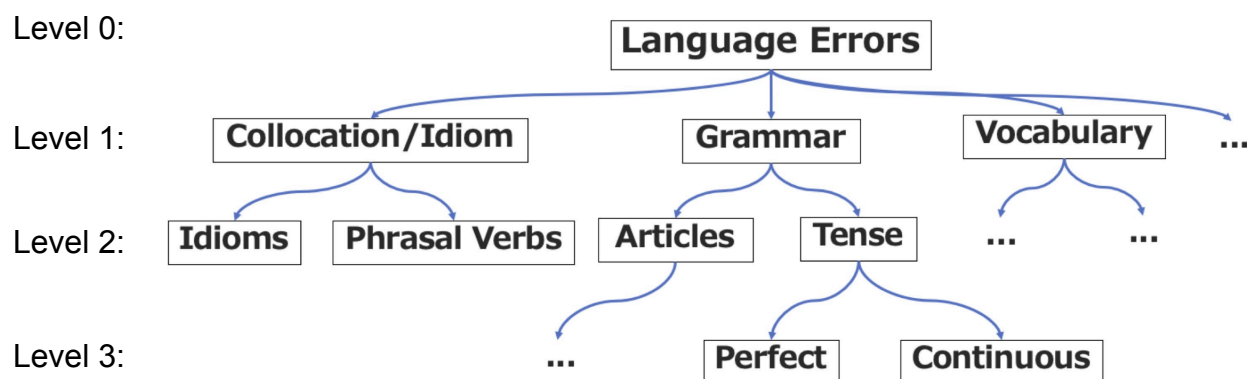 Level 0:
Language Errors
Level 1:
Collocation/Idiom
Grammar
Vocabulary
...
Level 2:
Idioms
Phrasal Verbs
Articles
Tense
...
...
Level 3:
...
Perfect
Continuous